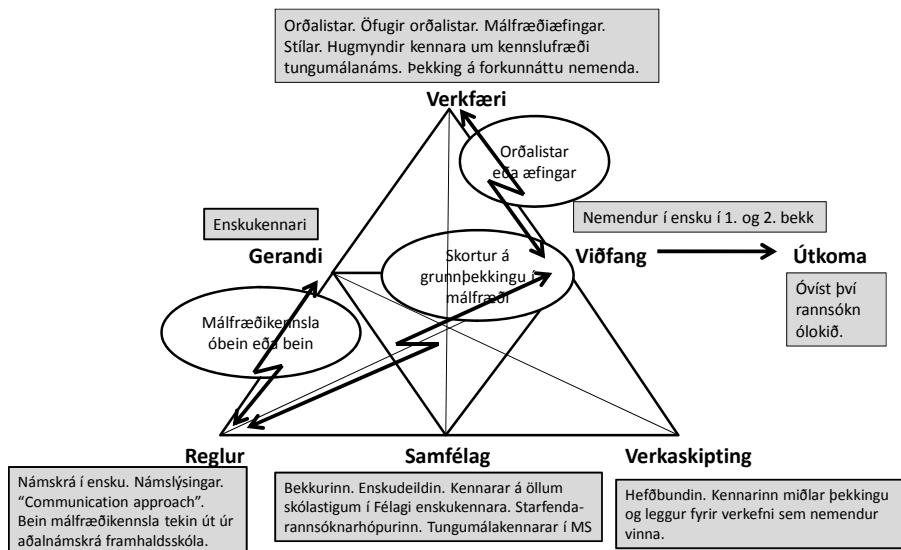 Orðalistar. Öfugir orðalistar. Málfræðiæfingar.
Stílar. Hugmyndir kennara um kennslufræði
tungumálanáms. Þekking á forkunnáttu nemenda.
Verkfæri
Orðalistar
eða æfingar
Enskukennari
Nemendur í ensku í 1. og 2. bekk
Gerandi
Skortur á
grunnþekkingu í
málfræði
Viðfang
Útkoma
Óvíst því
rannsókn
ólokið.
Málfræðikennsla
óbein eða bein
Reglur
Samfélag
Verkaskipting
Námskrá í ensku. Námslýsingar.
“Communication approach”.
Bein málfræðikennsla tekin út úr
aðalnámskrá framhaldsskóla.
Bekkurinn. Enskudeildin. Kennarar á öllum
skólastigum í Félagi enskukennara. Starfenda-
rannsóknarhópurinn. Tungumálakennarar í MS
Hefðbundin. Kennarinn miðlar þekkingu
og leggur fyrir verkefni sem nemendur
vinna.